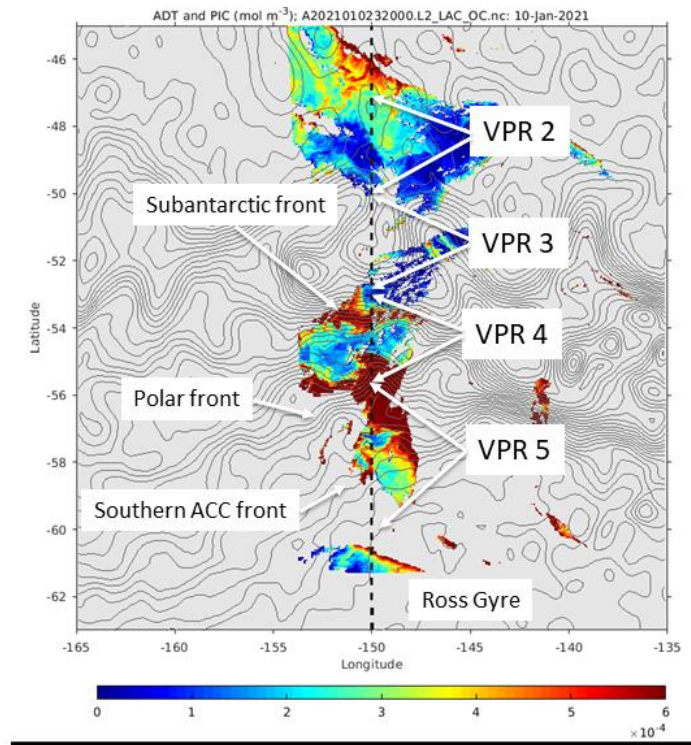 ADT and PIC (mol m⁻³); A2021010232000.L2_LAC_OC.nc: 10-Jan-2021
-45
-46
VPR 2
-48
-50
Subantarctic front
VPR 3
-52
Latitude
-54
VPR 4
-56
Polar front
VPR 5
-58
Southern ACC front
-60
Ross Gyre
-62
-165
-160
-155
-150
-145
-140
-135
Longitude
0
1
2
3
4
5
6
×10⁻⁴